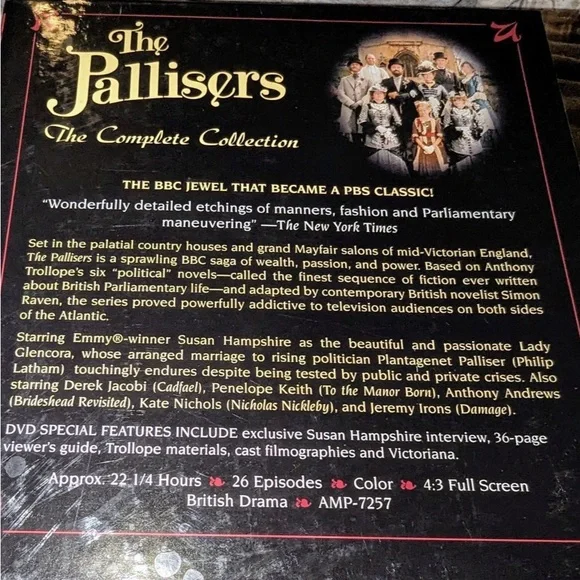 The
Pallisers
The Complete Collection
THE BBC JEWEL THAT BECAME A PBS CLASSIC!
“Wonderfully detailed etchings of manners, fashion and Parliamentary
maneuvering” —The New York Times
Set in the palatial country houses and grand Mayfair salons of mid-Victorian England,
The Pallisers is a sprawling BBC saga of wealth, passion, and power. Based on Anthony
Trollope’s six “political” novels—called the finest sequence of fiction ever written
about British Parliamentary life—and adapted by contemporary British novelist Simon
Raven, the series proved powerfully addictive to television audiences on both sides
of the Atlantic.
Starring Emmy®-winner Susan Hampshire as the beautiful and passionate Lady
Glencora, whose arranged marriage to rising politician Plantagenet Palliser (Philip
Latham) touchingly endures despite being tested by public and private crises. Also
starring Derek Jacobi (Cadfael), Penelope Keith (To the Manor Born), Anthony Andrews
(Brideshead Revisited), Kate Nichols (Nicholas Nickleby), and Jeremy Irons (Damage).
DVD SPECIAL FEATURES INCLUDE exclusive Susan Hampshire interview, 36-page
viewer’s guide, Trollope materials, cast filmographies and Victoriana.
Approx. 22 1/4 Hours ❧ 26 Episodes ❧ Color ❧ 4:3 Full Screen
British Drama ❧ AMP-7257